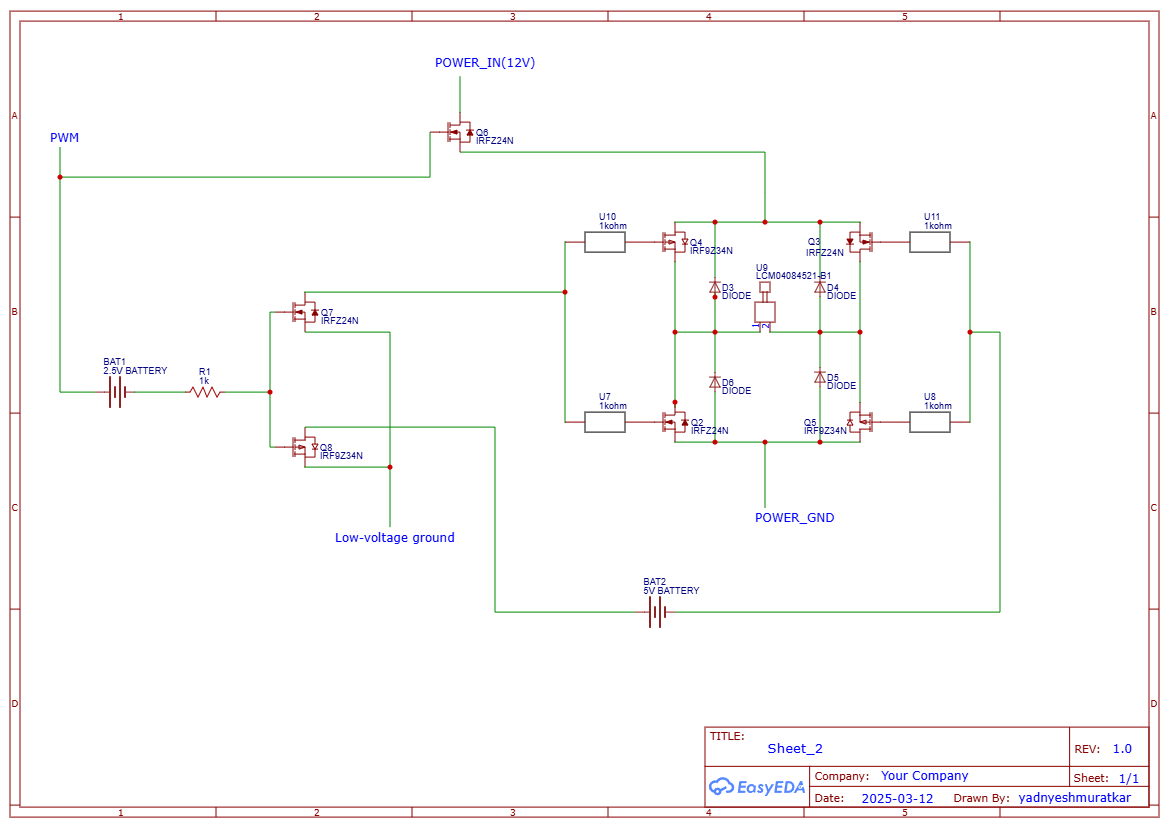 1 2 3 4 5
A A
B B
C C
D D
POWER_IN(12V)
PWM
Q6
IRFZ24N
U10
1kohm
U11
1kohm
Q4
IRF9Z34N
Q3
IRFZ24N
U9
LCM04084521-B1
D3
DIODE
D4
DIODE
1 2
Q7
IRFZ24N
BAT1
2.5V BATTERY
R1
1k
D6
DIODE
D5
DIODE
U7
1kohm
U8
1kohm
Q2
IRFZ24N
Q5
IRF9Z34N
Q8
IRF9Z34N
POWER_GND
Low-voltage ground
BAT2
5V BATTERY
TITLE:
Sheet_2
REV: 1.0
EasyEDA
Company: Your Company
Sheet: 1/1
Date: 2025-03-12 Drawn By: yadnyeshmuratkar
1 2 3 4 5